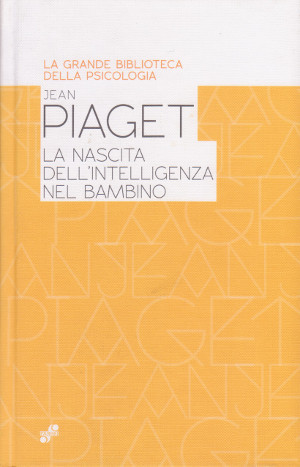 LA GRANDE BIBLIOTECA
DELLA PSICOLOGIA
JEAN
PIAGET
LA NASCITA
DELL'INTELLIGENZA
NEL BAMBINO